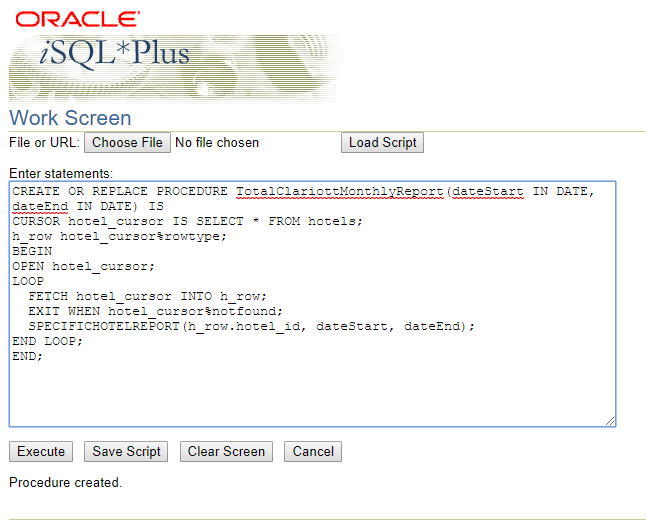 ORACLE®
iSQL*Plus
Work Screen
File or URL: Choose File No file chosen Load Script
Enter statements:
CREATE OR REPLACE PROCEDURE TotalClariottMonthlyReport(dateStart IN DATE,
dateEnd IN DATE) IS
CURSOR hotel_cursor IS SELECT * FROM hotels;
h_row hotel_cursor%rowtype;
BEGIN
OPEN hotel_cursor;
LOOP
  FETCH hotel_cursor INTO h_row;
  EXIT WHEN hotel_cursor%notfound;
  SPECIFICHOTELREPORT(h_row.hotel_id, dateStart, dateEnd);
END LOOP;
END;
Execute Save Script Clear Screen Cancel
Procedure created.